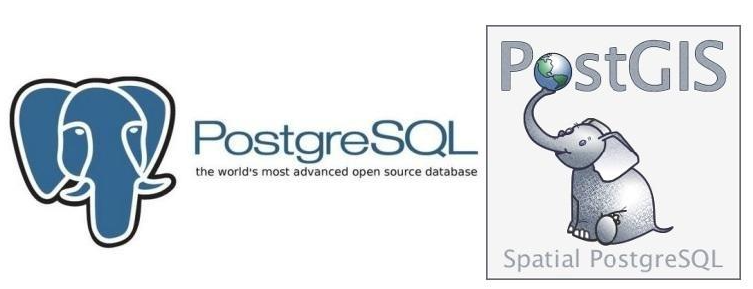 PostgreSQL
the world's most advanced open source database
PostGIS
Spatial PostgreSQL